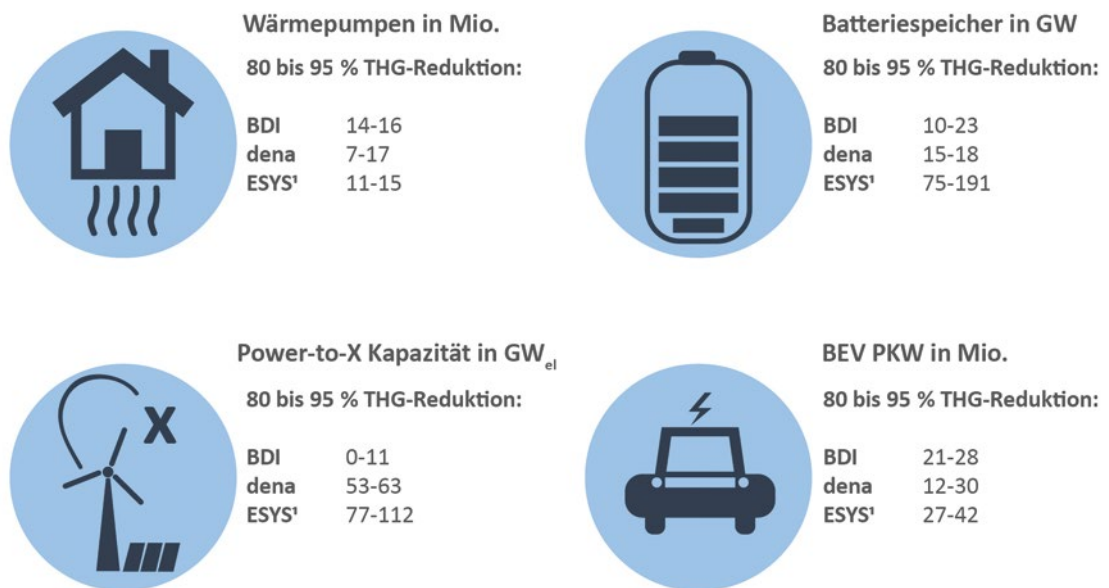 Wärmepumpen in Mio.
80 bis 95 % THG-Reduktion:
BDI 14-16
dena 7-17
ESYS¹ 11-15
Batteriespeicher in GW
80 bis 95 % THG-Reduktion:
BDI 10-23
dena 15-18
ESYS¹ 75-191
Power-to-X Kapazität in GWel
80 bis 95 % THG-Reduktion:
BDI 0-11
dena 53-63
ESYS¹ 77-112
X
BEV PKW in Mio.
80 bis 95 % THG-Reduktion:
BDI 21-28
dena 12-30
ESYS¹ 27-42